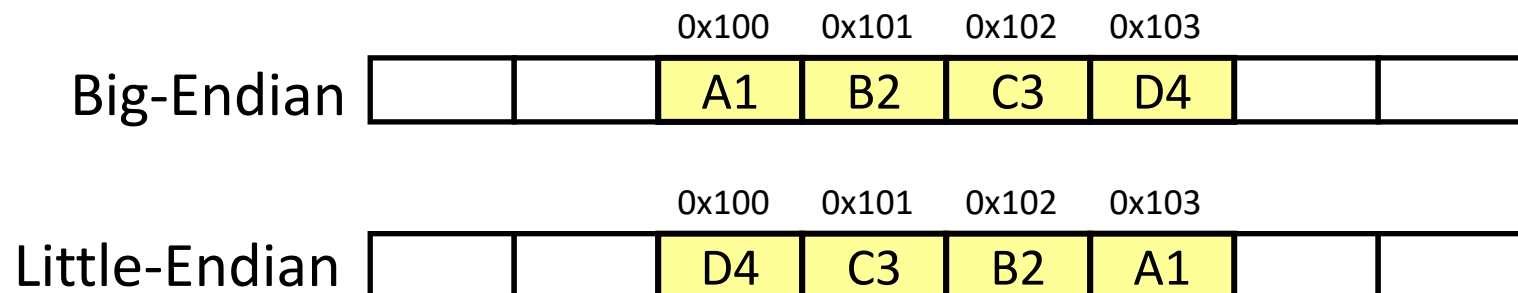 0x100 0x101 0x102 0x103
Big-Endian A1 B2 C3 D4
0x100 0x101 0x102 0x103
Little-Endian D4 C3 B2 A1